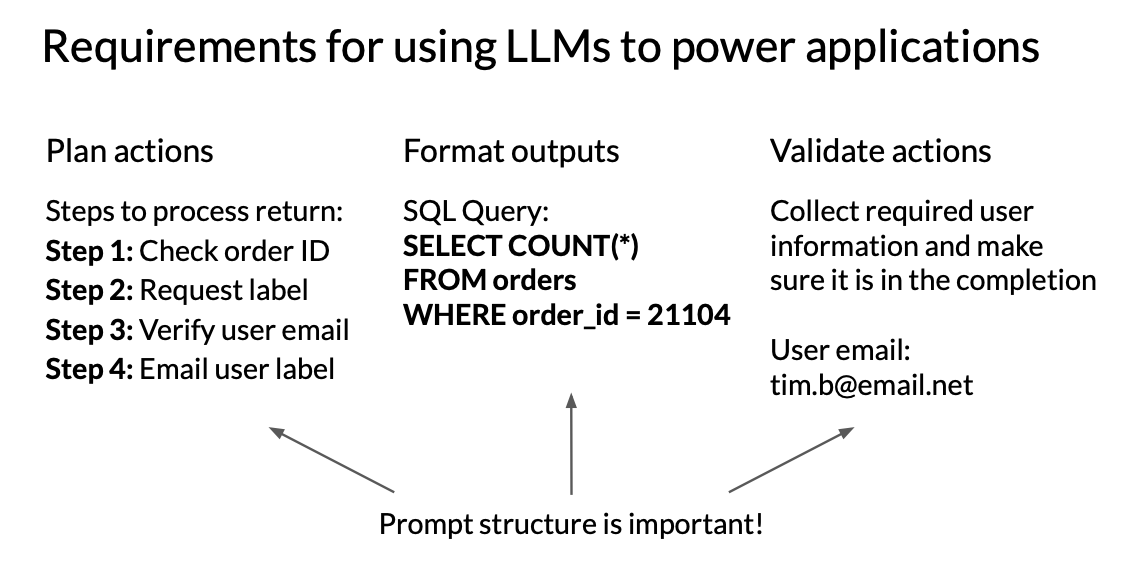 Requirements for using LLMs to power applications
Plan actions
Steps to process return:
Step 1: Check order ID
Step 2: Request label
Step 3: Verify user email
Step 4: Email user label
Format outputs
SQL Query:
SELECT COUNT(*)
FROM orders
WHERE order_id = 21104
Validate actions
Collect required user
information and make
sure it is in the completion
User email:
tim.b@email.net
Prompt structure is important!